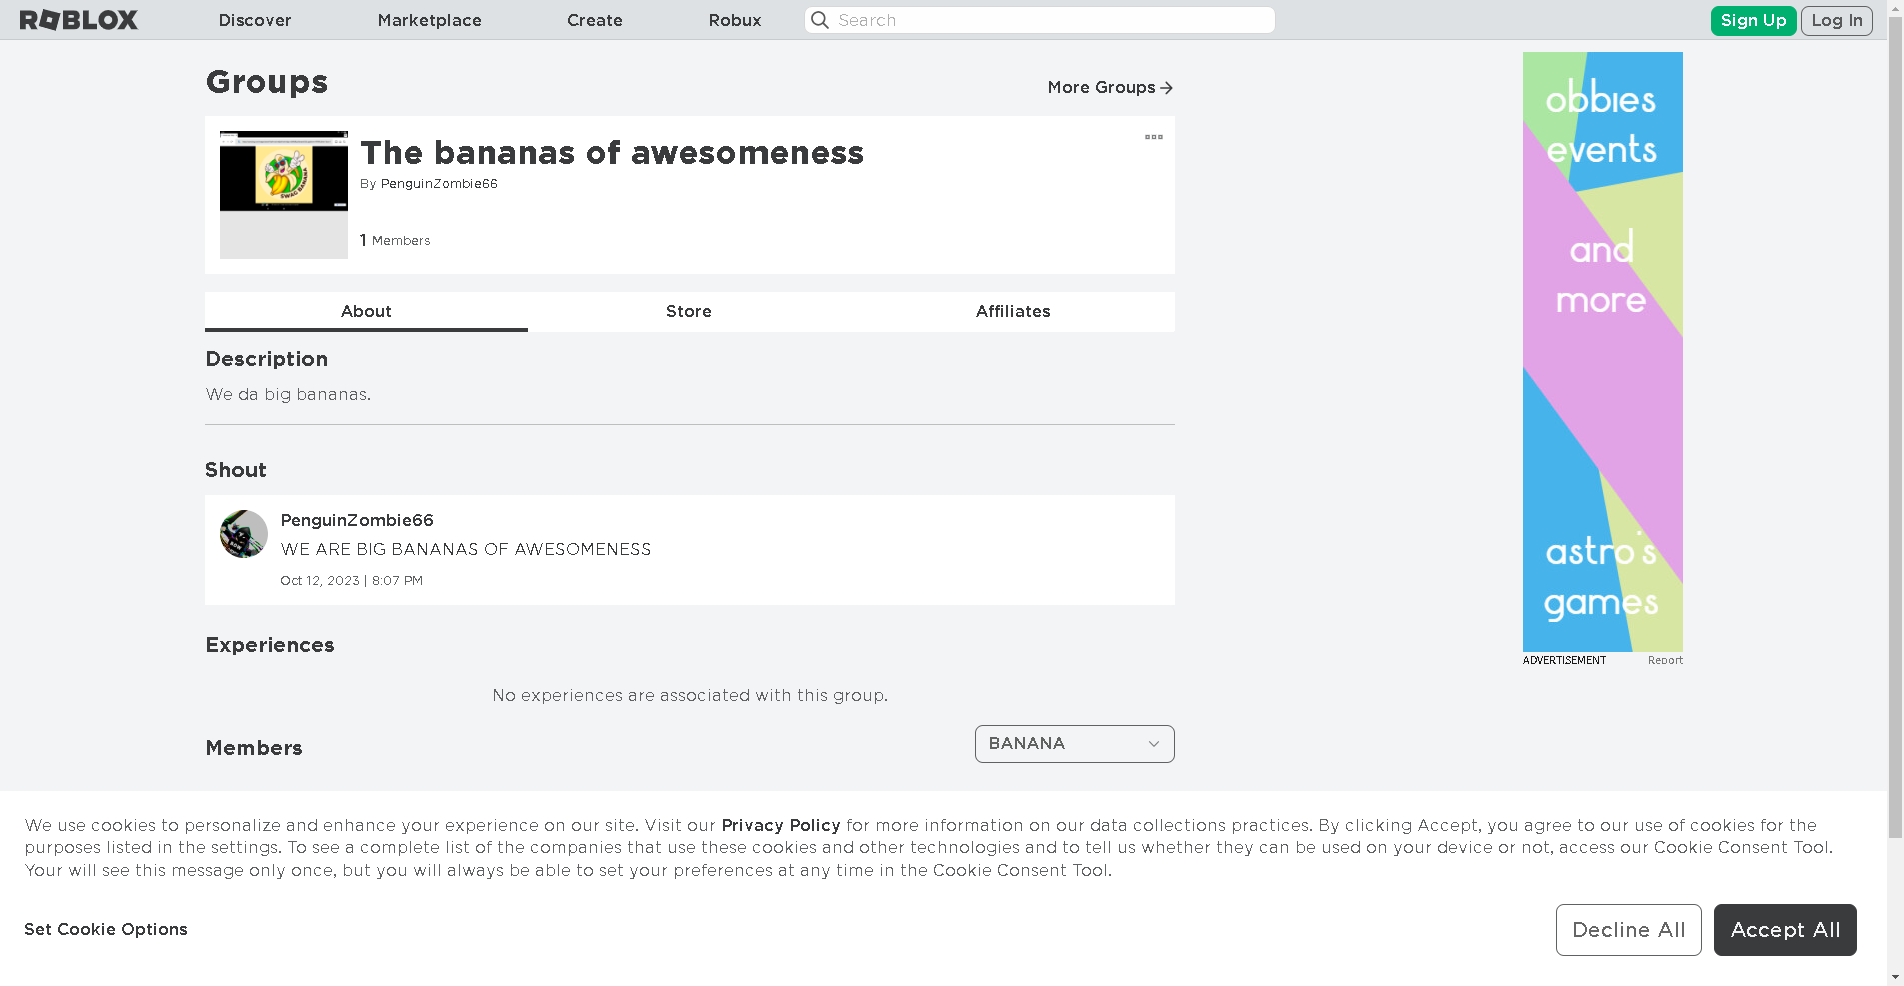 ROBLOX
Discover
Marketplace
Create
Robux
Search
Sign Up
Log In
Groups
More Groups
SWAG BANANA
The bananas of awesomeness
By PenguinZombie66
1 Members
About
Store
Affiliates
Description
We da big bananas.
Shout
PenguinZombie66
WE ARE BIG BANANAS OF AWESOMENESS
Oct 12, 2023 | 8:07 PM
Experiences
No experiences are associated with this group.
Members
BANANA
obbies
events
and
more
astro's
games
ADVERTISEMENT
Report
We use cookies to personalize and enhance your experience on our site. Visit our Privacy Policy for more information on our data collections practices. By clicking Accept, you agree to our use of cookies for the
purposes listed in the settings. To see a complete list of the companies that use these cookies and other technologies and to tell us whether they can be used on your device or not, access our Cookie Consent Tool.
Your will see this message only once, but you will always be able to set your preferences at any time in the Cookie Consent Tool.
Set Cookie Options
Decline All
Accept All